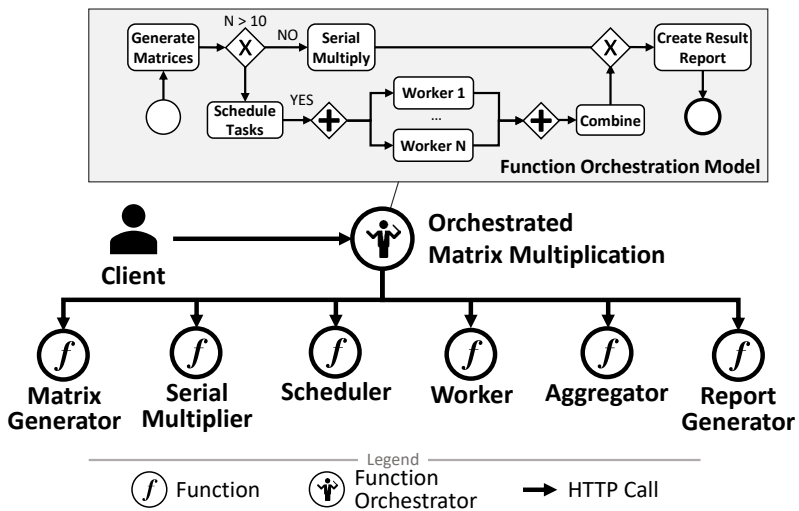 N > 10
Generate
Matrices
X
NO
Serial
Multiply
X
Create Result
Report
Schedule
Tasks
YES
Worker 1
...
Worker N
Combine
Function Orchestration Model
Client
Orchestrated
Matrix Multiplication
f
f
f
f
f
f
Matrix
Generator
Serial
Multiplier
Scheduler
Worker
Aggregator
Report
Generator
Legend
f
Function
Function
Orchestrator
HTTP Call